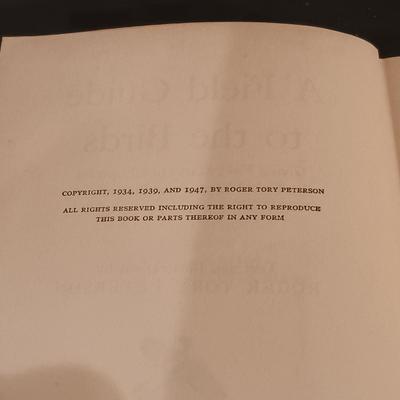 COPYRIGHT, 1934, 1939, AND 1947, BY ROGER TORY PETERSON
ALL RIGHTS RESERVED INCLUDING THE RIGHT TO REPRODUCE
THIS BOOK OR PARTS THEREOF IN ANY FORM